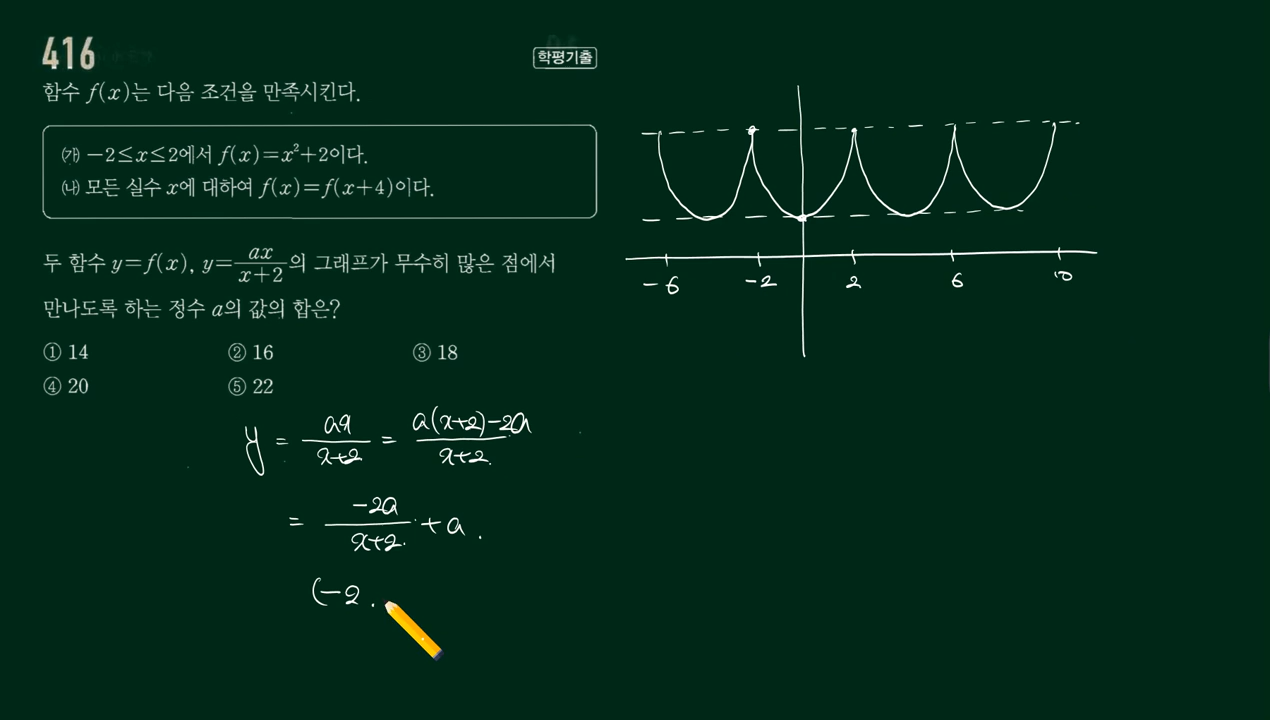 416
학평기출
함수 f(x)는 다음 조건을 만족시킨다.
㈎ -2≤x≤2에서 f(x)=x²+2이다.
㈏ 모든 실수 x에 대하여 f(x)=f(x+4)이다.
두 함수 y=f(x), y=ax/(x+2)의 그래프가 무수히 많은 점에서
만나도록 하는 정수 a의 값의 합은?
① 14 ② 16 ③ 18
④ 20 ⑤ 22
y = ax/(x+2) = (a(x+2)-2a)/(x+2)
= -2a/(x+2) + a.
(-2 .
-6 -2 2 6 10